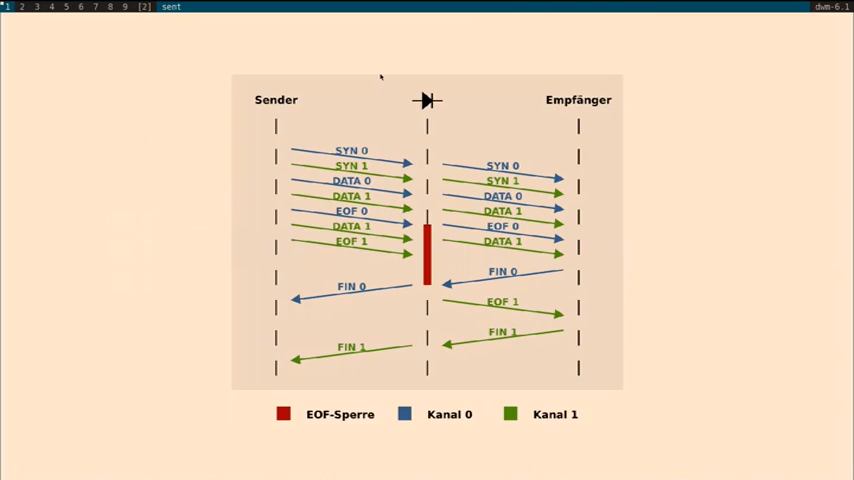 1 2 3 4 5 6 7 8 9 [2] sent dwm-6.1
Sender Empfänger
SYN 0
SYN 1
DATA 0
DATA 1
EOF 0
DATA 1
EOF 1
SYN 0
SYN 1
DATA 0
DATA 1
EOF 0
DATA 1
FIN 0
FIN 0
EOF 1
FIN 1
FIN 1
EOF-Sperre Kanal 0 Kanal 1